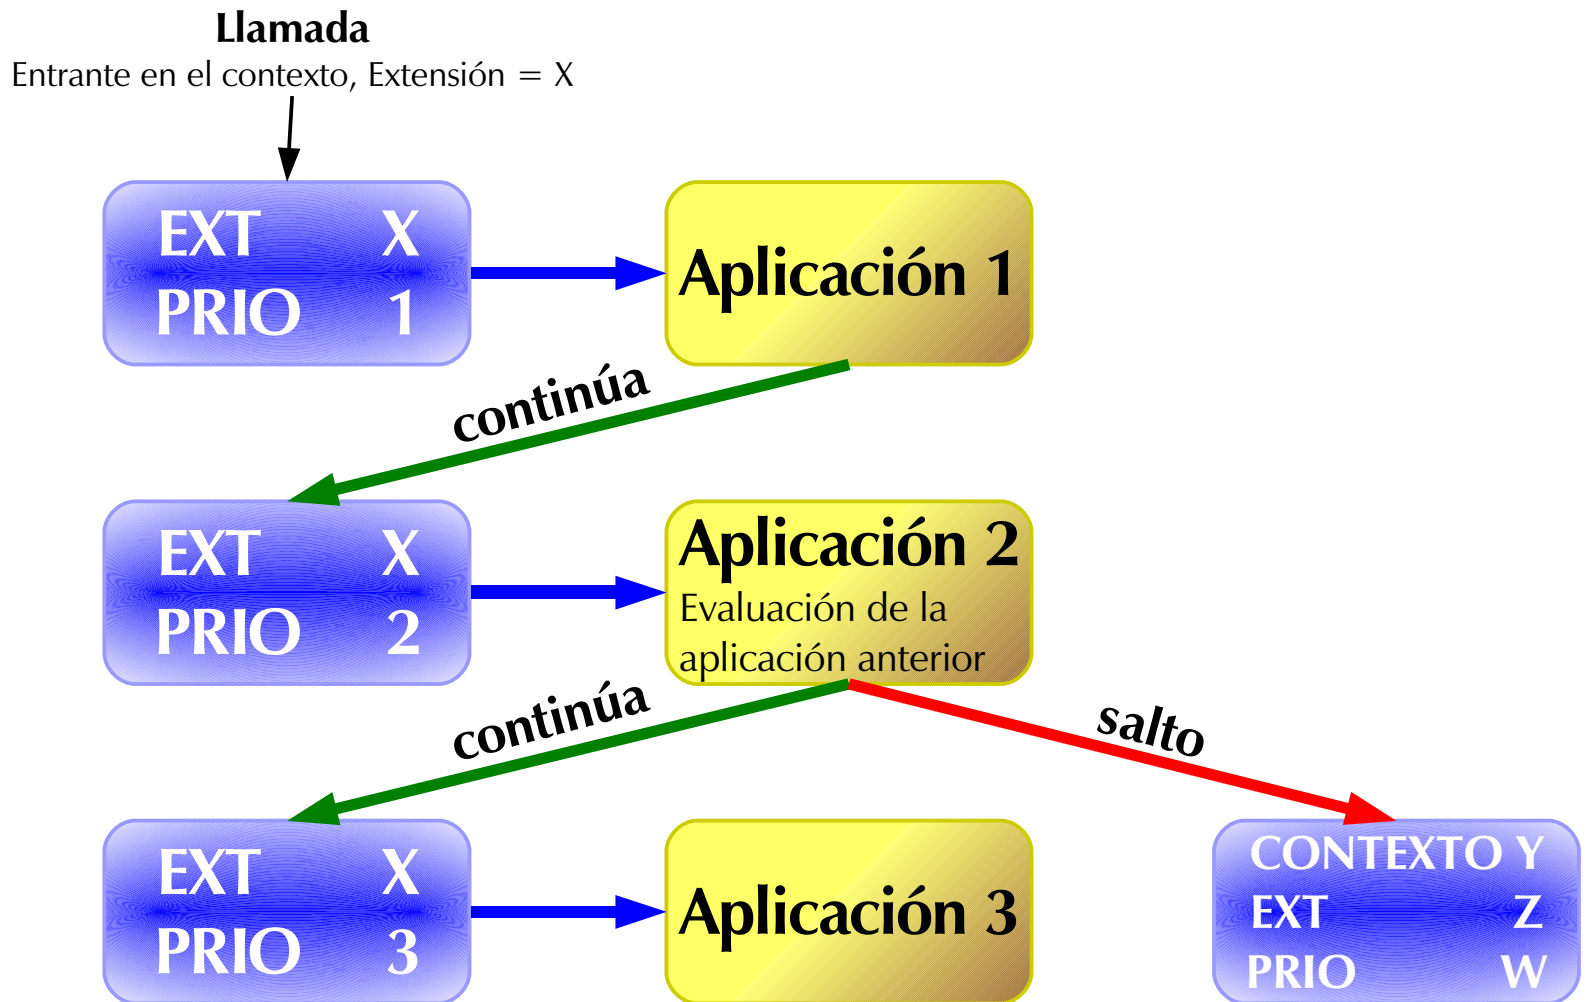 Llamada
Entrante en el contexto, Extensión = X
EXT X
PRIO 1
Aplicación 1
continúa
EXT X
PRIO 2
Aplicación 2
Evaluación de la
aplicación anterior
continúa
salto
EXT X
PRIO 3
Aplicación 3
CONTEXTO Y
EXT Z
PRIO W